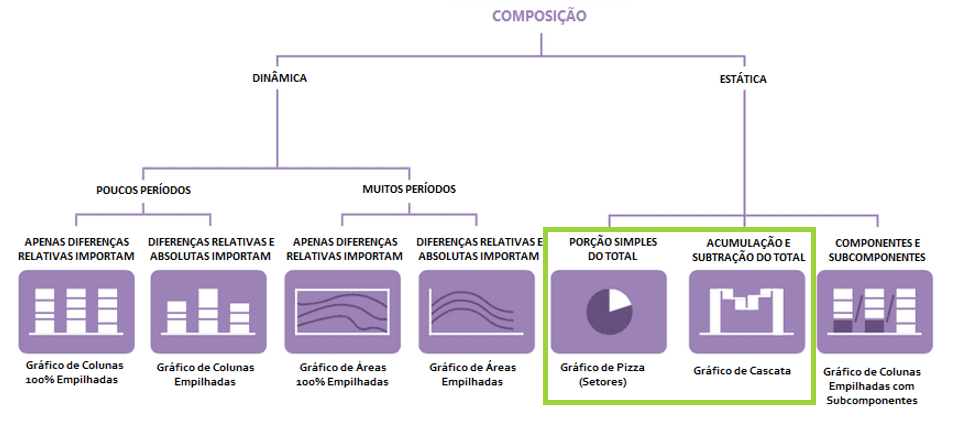 COMPOSIÇÃO
DINÂMICA
ESTÁTICA
POUCOS PERÍODOS
MUITOS PERÍODOS
APENAS DIFERENÇAS
RELATIVAS IMPORTAM
DIFERENÇAS RELATIVAS E
ABSOLUTAS IMPORTAM
APENAS DIFERENÇAS
RELATIVAS IMPORTAM
DIFERENÇAS RELATIVAS E
ABSOLUTAS IMPORTAM
PORÇÃO SIMPLES
DO TOTAL
ACUMULAÇÃO E
SUBTRAÇÃO DO TOTAL
COMPONENTES E
SUBCOMPONENTES
Gráfico de Colunas
100% Empilhadas
Gráfico de Colunas
Empilhadas
Gráfico de Áreas
100% Empilhadas
Gráfico de Áreas
Empilhadas
Gráfico de Pizza
(Setores)
Gráfico de Cascata
Gráfico de Colunas
Empilhadas com
Subcomponentes